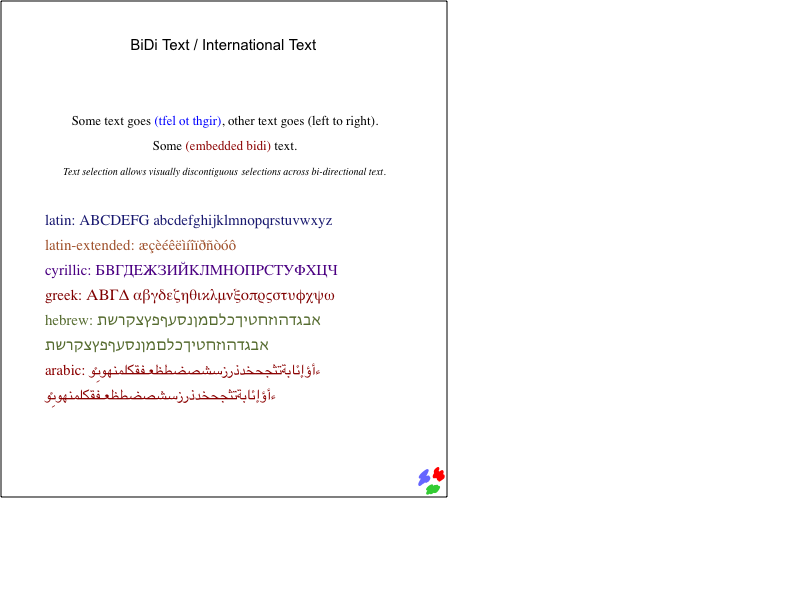 BiDi Text / International Text
Some text goes (tfel ot thgir), other text goes (left to right).
Some (embedded bidi) text.
Text selection allows visually discontiguous selections across bi-directional text.
latin: ABCDEFG abcdefghijklmnopqrstuvwxyz
latin-extended: æçèéêëìíîïðñòóô
cyrillic: БВГДЕЖЗИЙКЛМНОПРСТУФХЦЧ
greek: ΑΒΓΔ αβγδεζηθικλμνξοπρςστυφχψω
hebrew: אבגדהוזחטיךכלםמןנסעףפץצקרשת
אבגדהוזחטיךכלםמןנסעףפץצקרשת
arabic: ءأؤإئابةتثجحخدذرزسشصضطظعفقكلمنهوىئو
ءأؤإئابةتثجحخدذرزسشصضطظعفقكلمنهوىئو